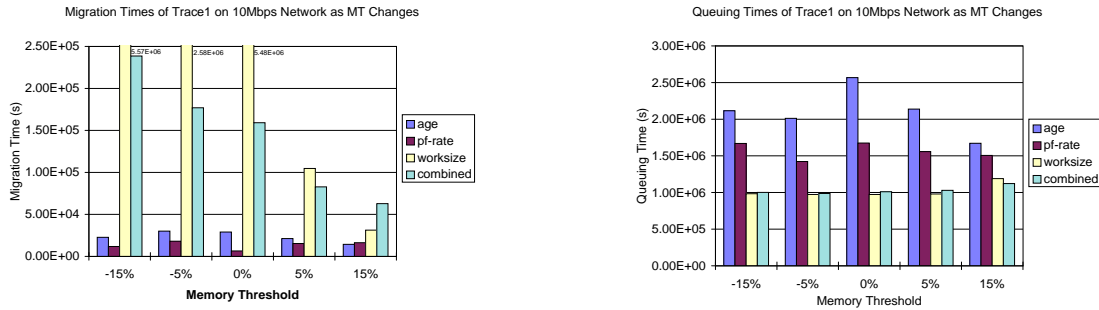 Migration Times of Trace1 on 10Mbps Network as MT Changes
2.50E+05
2.00E+05
1.50E+05
1.00E+05
5.00E+04
0.00E+00
5.57E+06
2.58E+06
5.48E+06
Migration Time (s)
-15%
-5%
0%
5%
15%
Memory Threshold
age
pf-rate
worksize
combined
Queuing Times of Trace1 on 10Mbps Network as MT Changes
3.00E+06
2.50E+06
2.00E+06
1.50E+06
1.00E+06
5.00E+05
0.00E+00
Queuing Time (s)
-15%
-5%
0%
5%
15%
Memory Threshold
age
pf-rate
worksize
combined